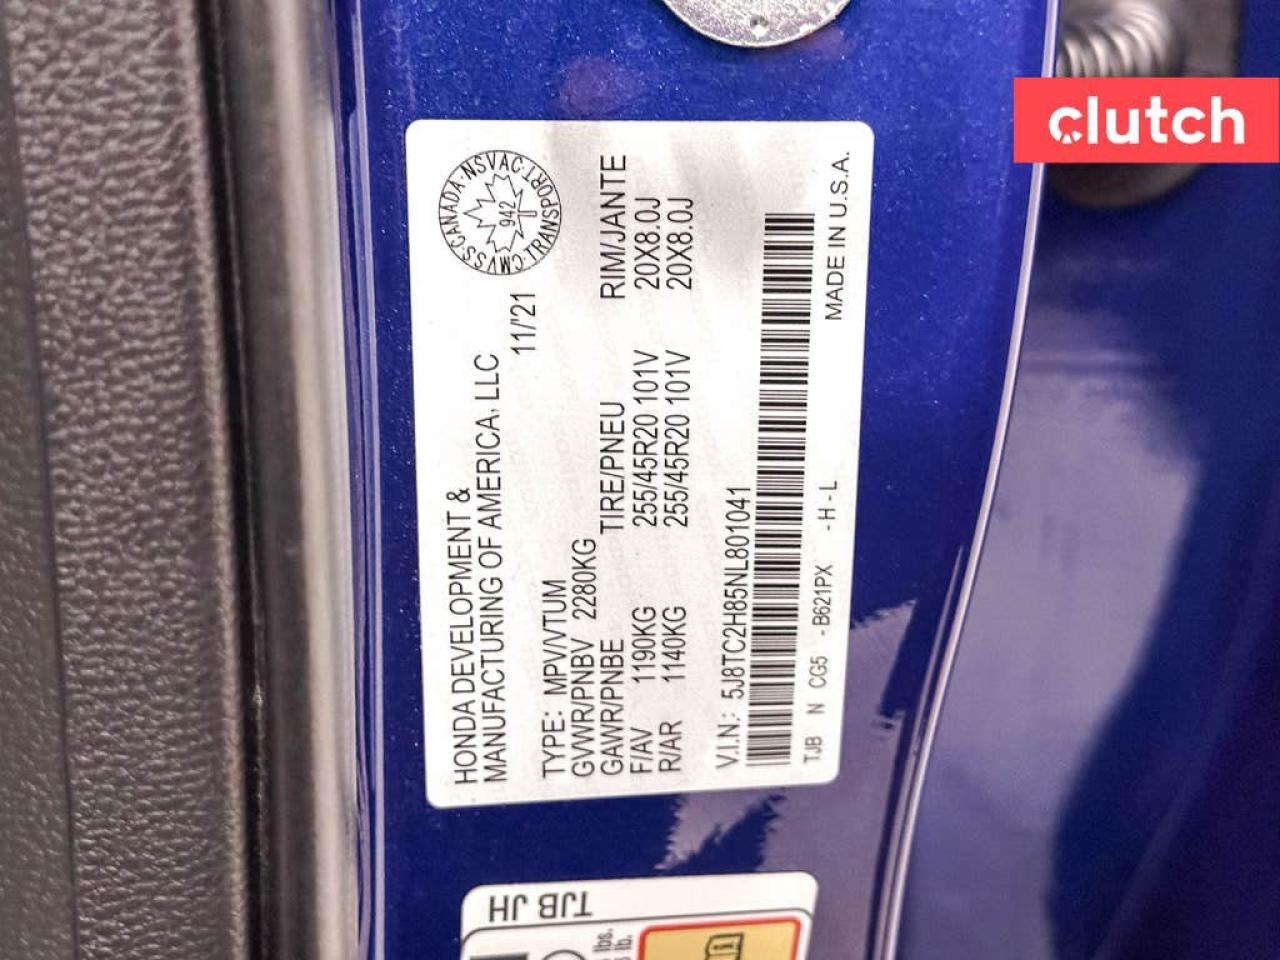 clutch
HONDA DEVELOPMENT &
MANUFACTURING OF AMERICA, LLC
11/'21
CMVSS·CANADA·NSVAC·TRANSPORT
942
TYPE: MPV/VTUM
GVWR/PNBV 2280KG
GAWR/PNBE TIRE/PNEU RIM/JANTE
F/AV 1190KG 255/45R20 101V 20X8.0J
R/AR 1140KG 255/45R20 101V 20X8.0J
V.I.N.: 5J8TC2H85NL801041
TJB N CG5 -B621PX -H-L MADE IN U.S.A.
TJB JH
lbs.
lb.